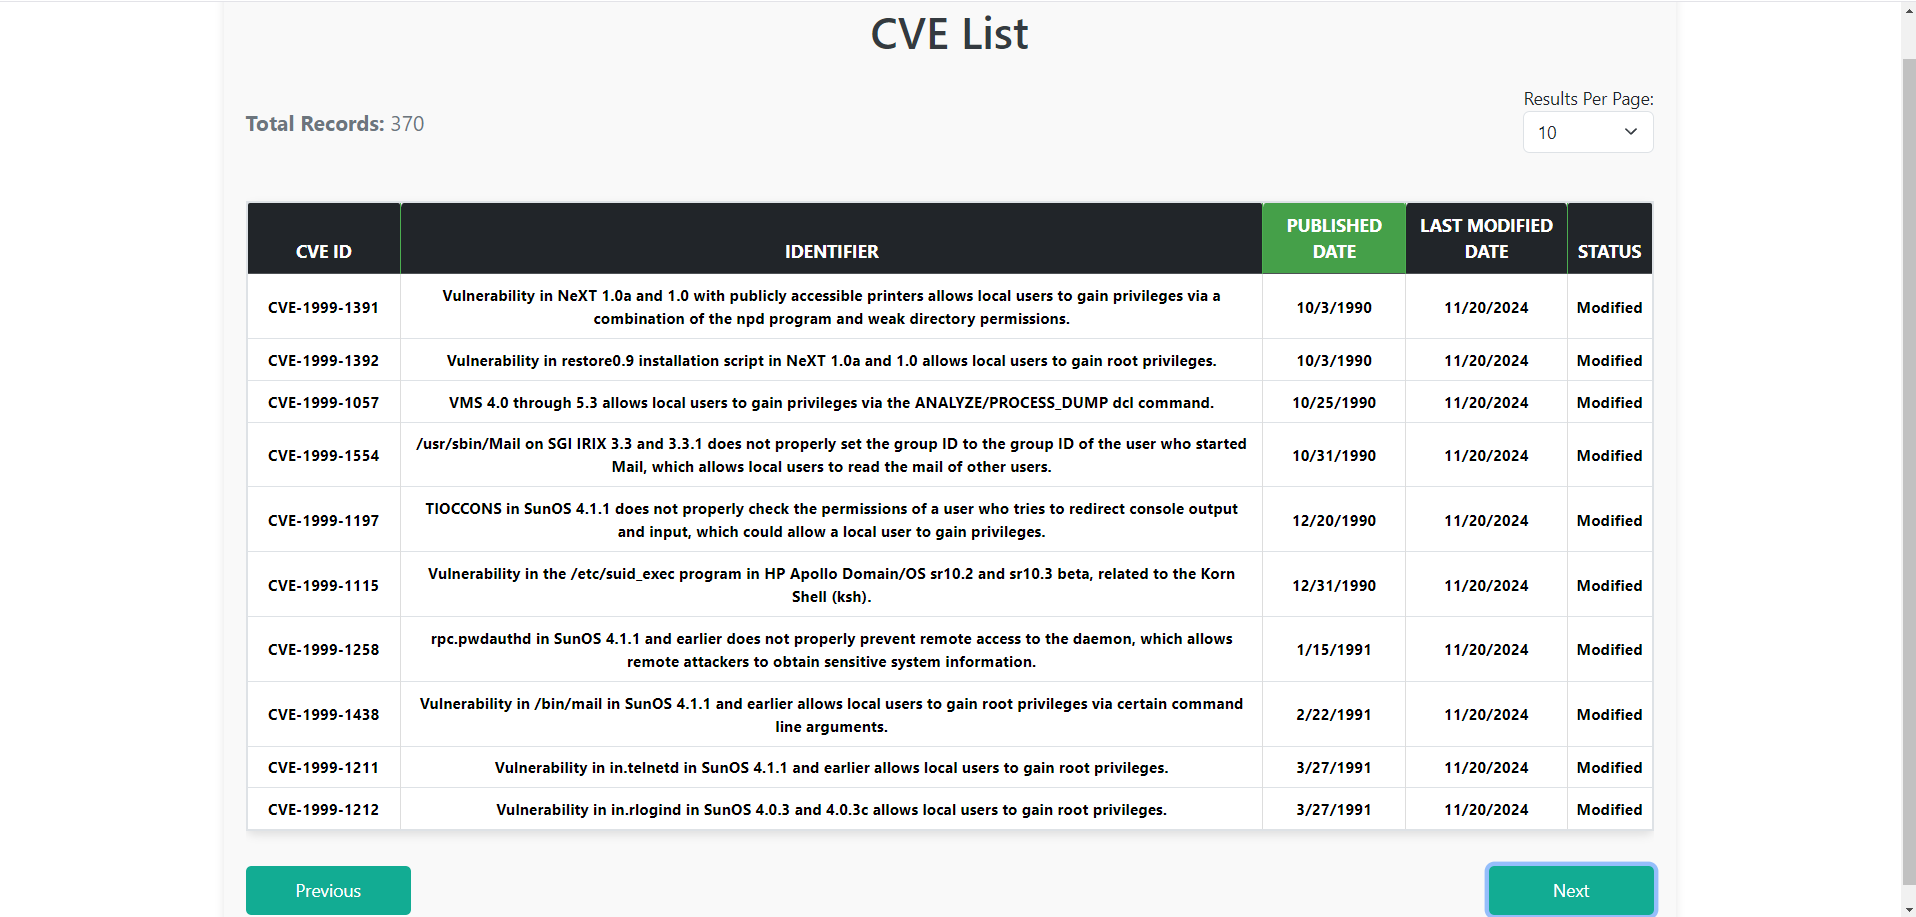 CVE List
Total Records: 370
Results Per Page:
10
CVE ID
IDENTIFIER
PUBLISHED
DATE
LAST MODIFIED
DATE
STATUS
CVE-1999-1391
Vulnerability in NeXT 1.0a and 1.0 with publicly accessible printers allows local users to gain privileges via a
combination of the npd program and weak directory permissions.
10/3/1990
11/20/2024
Modified
CVE-1999-1392
Vulnerability in restore0.9 installation script in NeXT 1.0a and 1.0 allows local users to gain root privileges.
10/3/1990
11/20/2024
Modified
CVE-1999-1057
VMS 4.0 through 5.3 allows local users to gain privileges via the ANALYZE/PROCESS_DUMP dcl command.
10/25/1990
11/20/2024
Modified
CVE-1999-1554
/usr/sbin/Mail on SGI IRIX 3.3 and 3.3.1 does not properly set the group ID to the group ID of the user who started
Mail, which allows local users to read the mail of other users.
10/31/1990
11/20/2024
Modified
CVE-1999-1197
TIOCCONS in SunOS 4.1.1 does not properly check the permissions of a user who tries to redirect console output
and input, which could allow a local user to gain privileges.
12/20/1990
11/20/2024
Modified
CVE-1999-1115
Vulnerability in the /etc/suid_exec program in HP Apollo Domain/OS sr10.2 and sr10.3 beta, related to the Korn
Shell (ksh).
12/31/1990
11/20/2024
Modified
CVE-1999-1258
rpc.pwdauthd in SunOS 4.1.1 and earlier does not properly prevent remote access to the daemon, which allows
remote attackers to obtain sensitive system information.
1/15/1991
11/20/2024
Modified
CVE-1999-1438
Vulnerability in /bin/mail in SunOS 4.1.1 and earlier allows local users to gain root privileges via certain command
line arguments.
2/22/1991
11/20/2024
Modified
CVE-1999-1211
Vulnerability in in.telnetd in SunOS 4.1.1 and earlier allows local users to gain root privileges.
3/27/1991
11/20/2024
Modified
CVE-1999-1212
Vulnerability in in.rlogind in SunOS 4.0.3 and 4.0.3c allows local users to gain root privileges.
3/27/1991
11/20/2024
Modified
Previous
Next